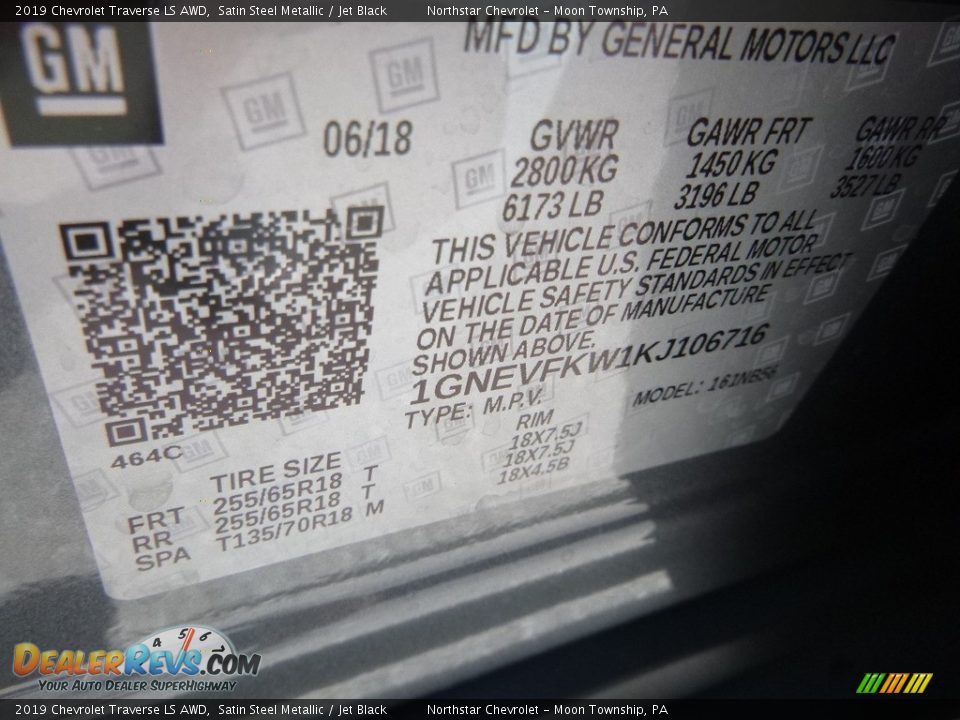 2019 Chevrolet Traverse LS AWD, Satin Steel Metallic / Jet Black Northstar Chevrolet – Moon Township, PA
GM
MFD BY GENERAL MOTORS LLC
06/18
GVWR GAWR FRT GAWR RR
2800 KG 1450 KG 1600 KG
6173 LB 3196 LB 3527 LB
THIS VEHICLE CONFORMS TO ALL
APPLICABLE U.S. FEDERAL MOTOR
VEHICLE SAFETY STANDARDS IN EFFECT
ON THE DATE OF MANUFACTURE
SHOWN ABOVE.
1GNEVFKW1KJ106716
TYPE: M.P.V. MODEL: 161NB56
464C
TIRE SIZE RIM
FRT 255/65R18 T 18X7.5J
RR 255/65R18 T 18X7.5J
SPA T135/70R18 M 18X4.5B
4 5 6
DealerRevs.com
Your Auto Dealer SuperHighway
2019 Chevrolet Traverse LS AWD, Satin Steel Metallic / Jet Black Northstar Chevrolet – Moon Township, PA